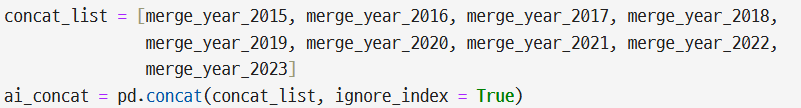 concat_list = [merge_year_2015, merge_year_2016, merge_year_2017, merge_year_2018,
merge_year_2019, merge_year_2020, merge_year_2021, merge_year_2022,
merge_year_2023]
ai_concat = pd.concat(concat_list, ignore_index = True)